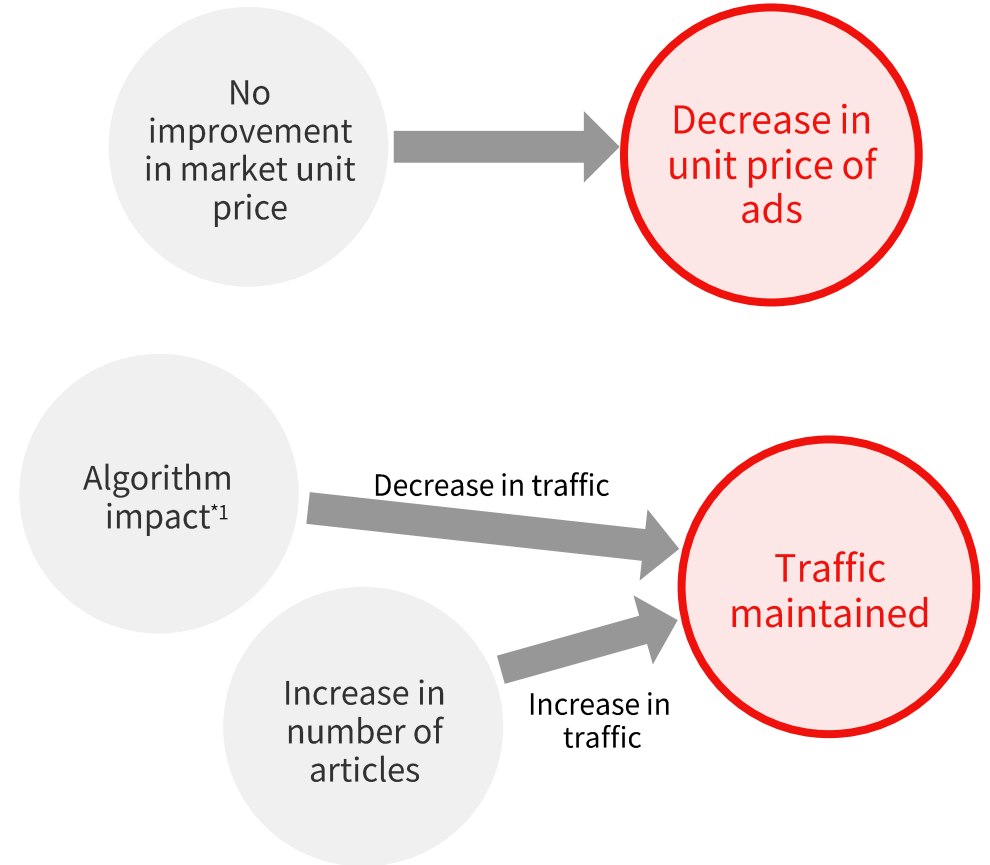 No
improvement
in market unit
price
Decrease in
unit price of
ads
Algorithm
impact*1
Decrease in traffic
Traffic
maintained
Increase in
number of
articles
Increase in
traffic